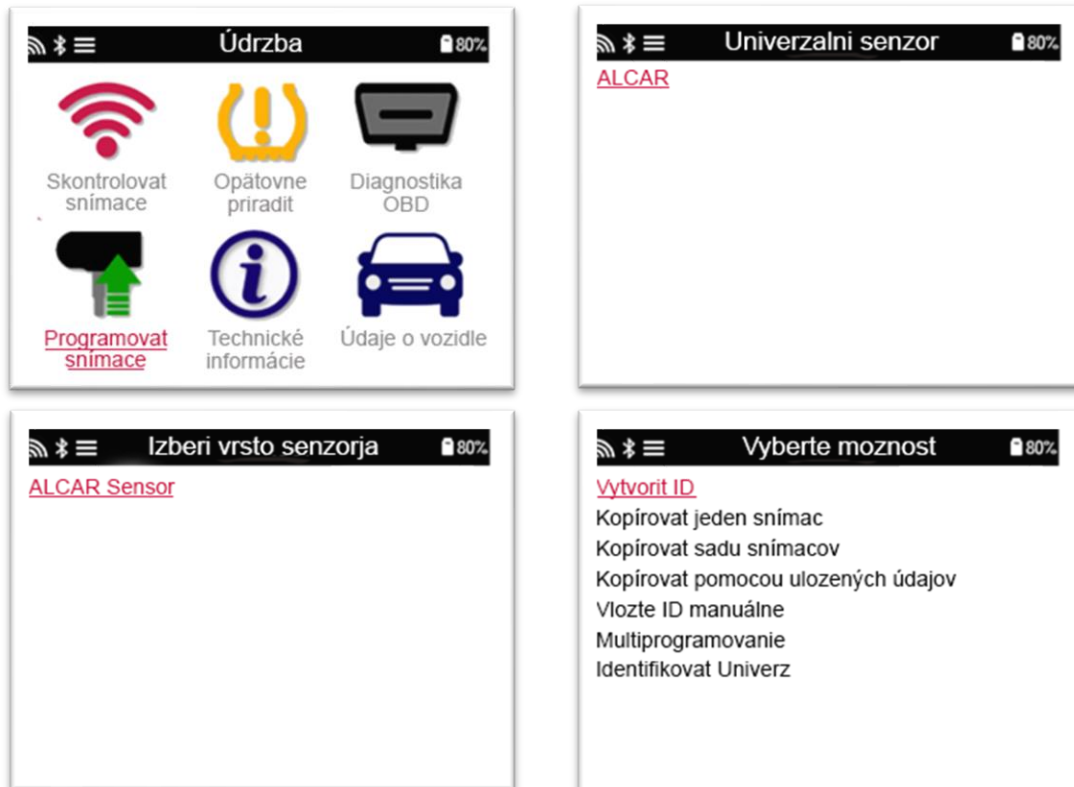 Údrzba
80%
Skontrolovat
snímace
Opätovne
priradit
Diagnostika
OBD
Programovat
snímace
Technické
informácie
Údaje o vozidle
Univerzalni senzor
80%
ALCAR
Izberi vrsto senzorja
80%
ALCAR Sensor
Vyberte moznost
80%
Vytvorit ID
Kopírovat jeden snímac
Kopírovat sadu snímacov
Kopírovat pomocou ulozených údajov
Vlozte ID manuálne
Multiprogramovanie
Identifikovat Univerz